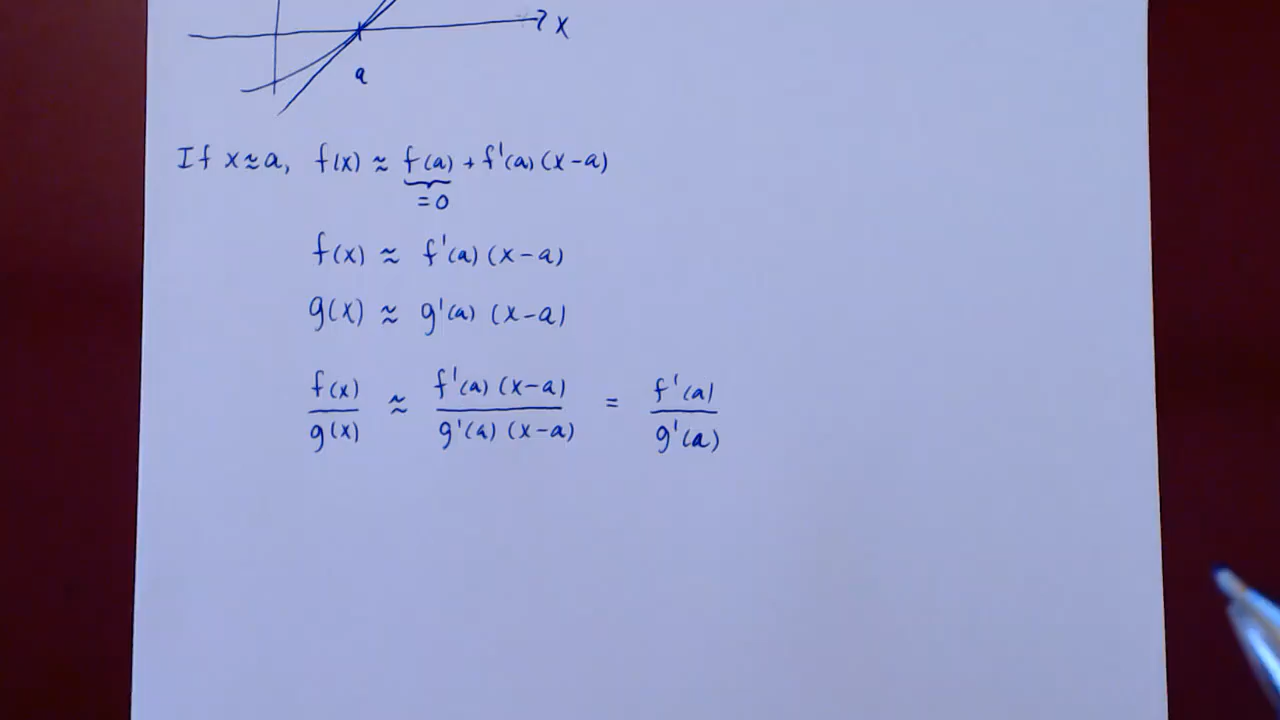 x
a
If x≈a, f(x) ≈ f(a) + f'(a)(x-a)
=0
f(x) ≈ f'(a)(x-a)
g(x) ≈ g'(a)(x-a)
f(x)/g(x) ≈ f'(a)(x-a)/g'(a)(x-a) = f'(a)/g'(a)